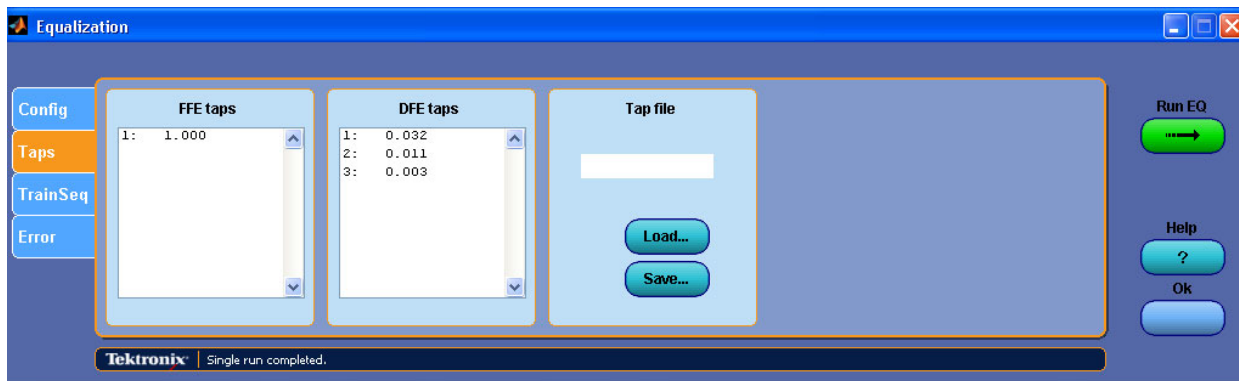 Equalization
Config
Taps
TrainSeq
Error
FFE taps
1: 1.000
DFE taps
1: 0.032
2: 0.011
3: 0.003
Tap file
Load...
Save...
Run EQ
Help
?
Ok
Tektronix Single run completed.